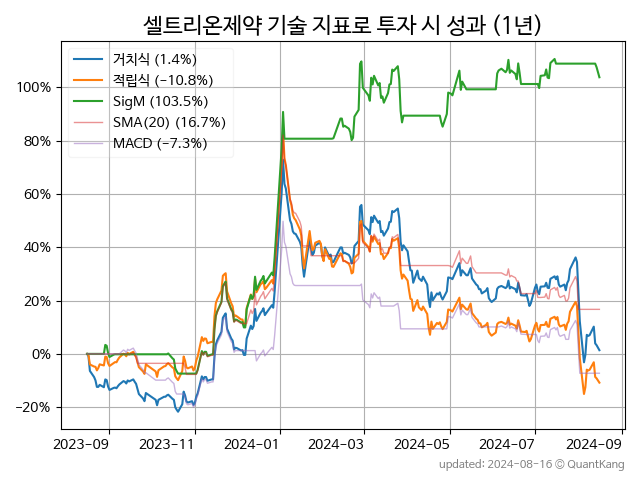 셀트리온제약 기술 지표로 투자 시 성과 (1년)
거치식 (1.4%)
적립식 (−10.8%)
SigM (103.5%)
SMA(20) (16.7%)
MACD (−7.3%)
100%
80%
60%
40%
20%
0%
−20%
2023−09 2023−11 2024−01 2024−03 2024−05 2024−07 2024−09
updated: 2024−08−16 © QuantKang